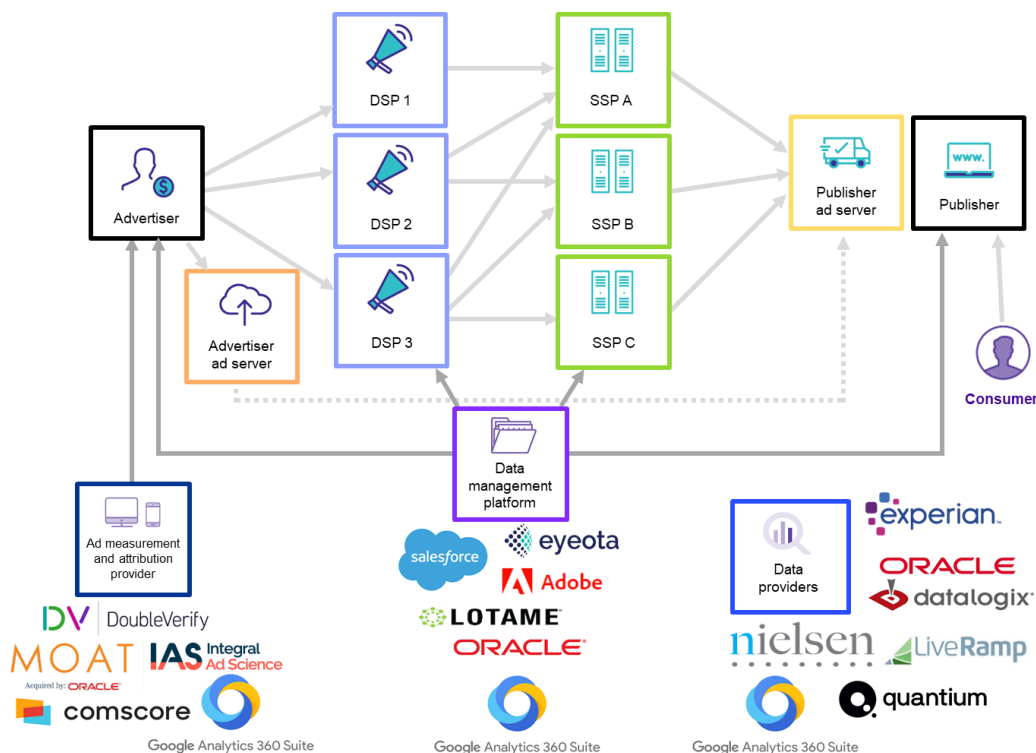 DSP 1
SSP A
$
Advertiser
DSP 2
SSP B
Publisher
ad server
www.
Publisher
DSP 3
SSP C
Advertiser
ad server
Consumer
Data
management
platform
Ad measurement
and attribution
provider
Data
providers
experian™
salesforce
eyeota
Adobe
ORACLE
datalogix
LOTAME
ORACLE
DV DoubleVerify
MOAT
Acquired by: ORACLE
IAS Integral
Ad Science
comscore
nielsen
LiveRamp
quantium
Google Analytics 360 Suite
Google Analytics 360 Suite
Google Analytics 360 Suite